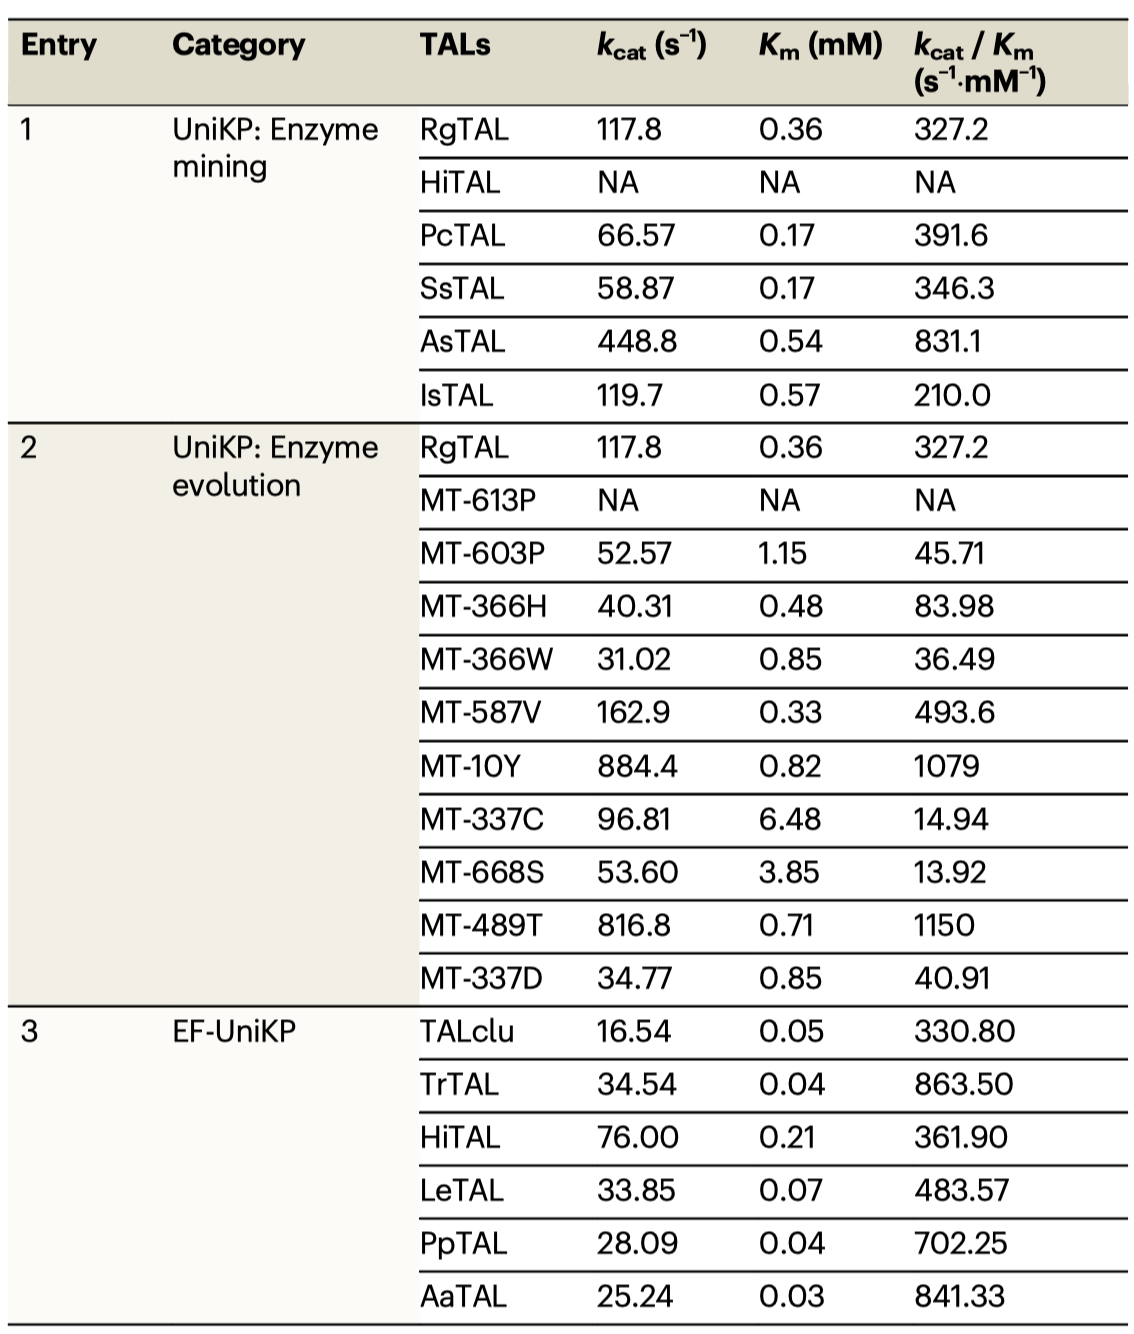 Entry Category TALs kcat (s⁻¹) Km (mM) kcat / Km
(s⁻¹·mM⁻¹)
1 UniKP: Enzyme RgTAL 117.8 0.36 327.2
mining
HiTAL NA NA NA
PcTAL 66.57 0.17 391.6
SsTAL 58.87 0.17 346.3
AsTAL 448.8 0.54 831.1
IsTAL 119.7 0.57 210.0
2 UniKP: Enzyme RgTAL 117.8 0.36 327.2
evolution
MT-613P NA NA NA
MT-603P 52.57 1.15 45.71
MT-366H 40.31 0.48 83.98
MT-366W 31.02 0.85 36.49
MT-587V 162.9 0.33 493.6
MT-10Y 884.4 0.82 1079
MT-337C 96.81 6.48 14.94
MT-668S 53.60 3.85 13.92
MT-489T 816.8 0.71 1150
MT-337D 34.77 0.85 40.91
3 EF-UniKP TALclu 16.54 0.05 330.80
TrTAL 34.54 0.04 863.50
HiTAL 76.00 0.21 361.90
LeTAL 33.85 0.07 483.57
PpTAL 28.09 0.04 702.25
AaTAL 25.24 0.03 841.33